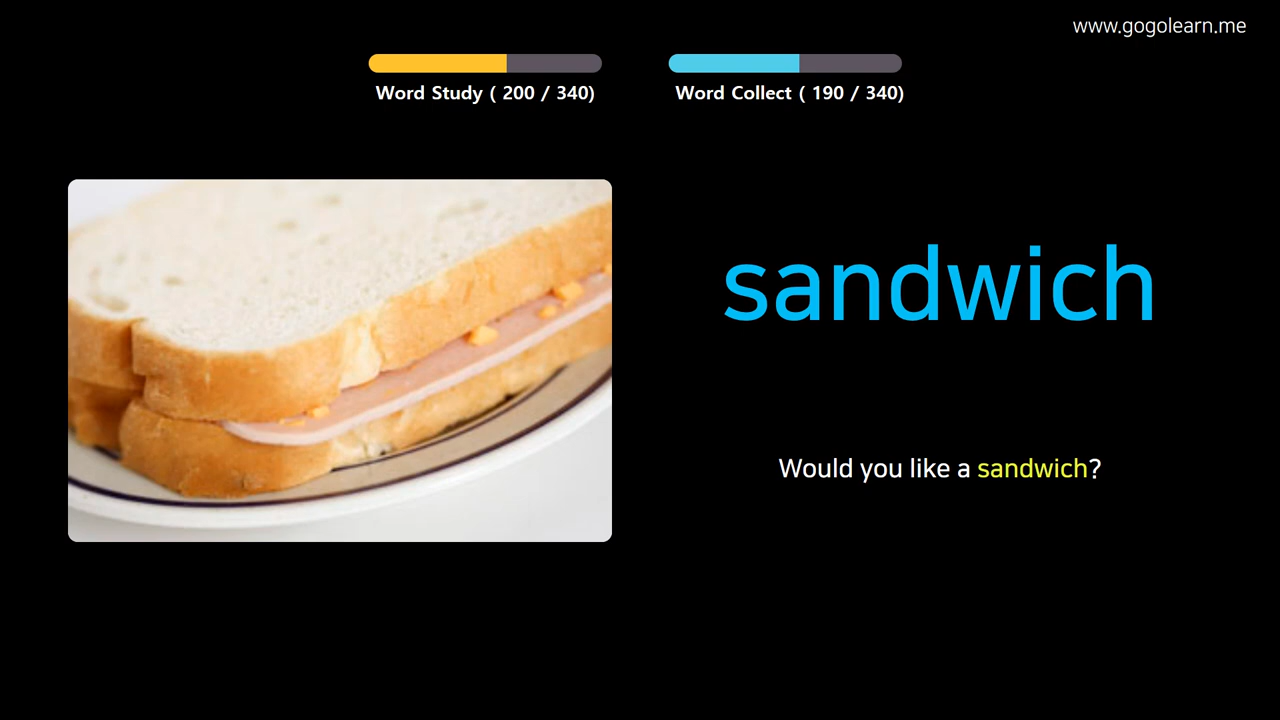 www.gogolearn.me
Word Study ( 200 / 340)
Word Collect ( 190 / 340)
sandwich
Would you like a sandwich?